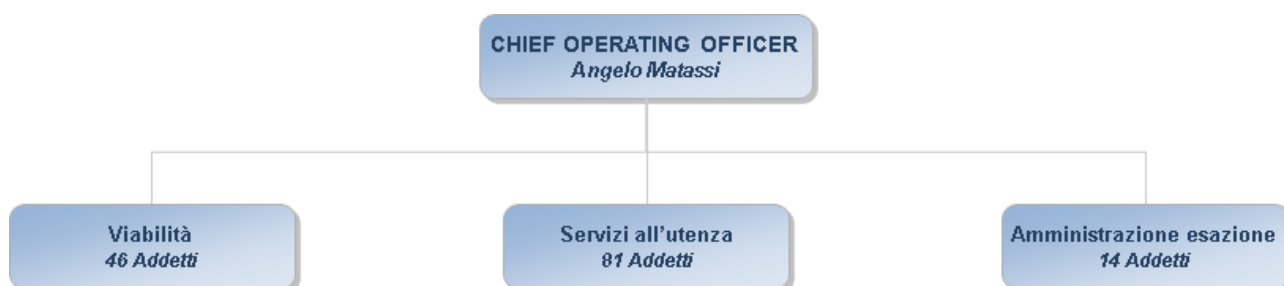 CHIEF OPERATING OFFICER
Angelo Matassi
Viabilità
46 Addetti
Servizi all'utenza
81 Addetti
Amministrazione esazione
14 Addetti